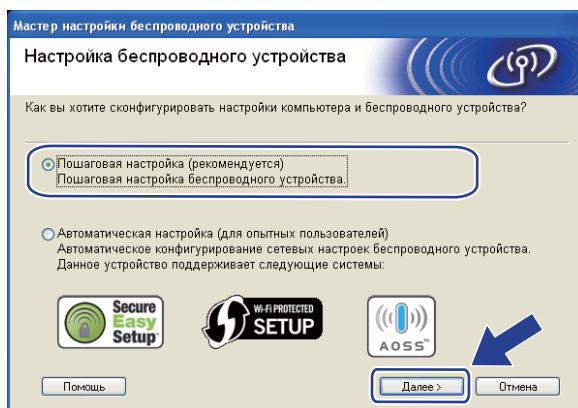 Мастер настройки беспроводного устройства
Настройка беспроводного устройства
Как вы хотите сконфигурировать настройки компьютера и беспроводного устройства?
Пошаговая настройка (рекомендуется)
Пошаговая настройка беспроводного устройства.
Автоматическая настройка (для опытных пользователей)
Автоматическое конфигурирование сетевых настроек беспроводного устройства.
Данное устройство поддерживает следующие системы:
Secure
Easy
Setup
WI-FI PROTECTED
SETUP
AOSS™
Помощь
Далее >
Отмена